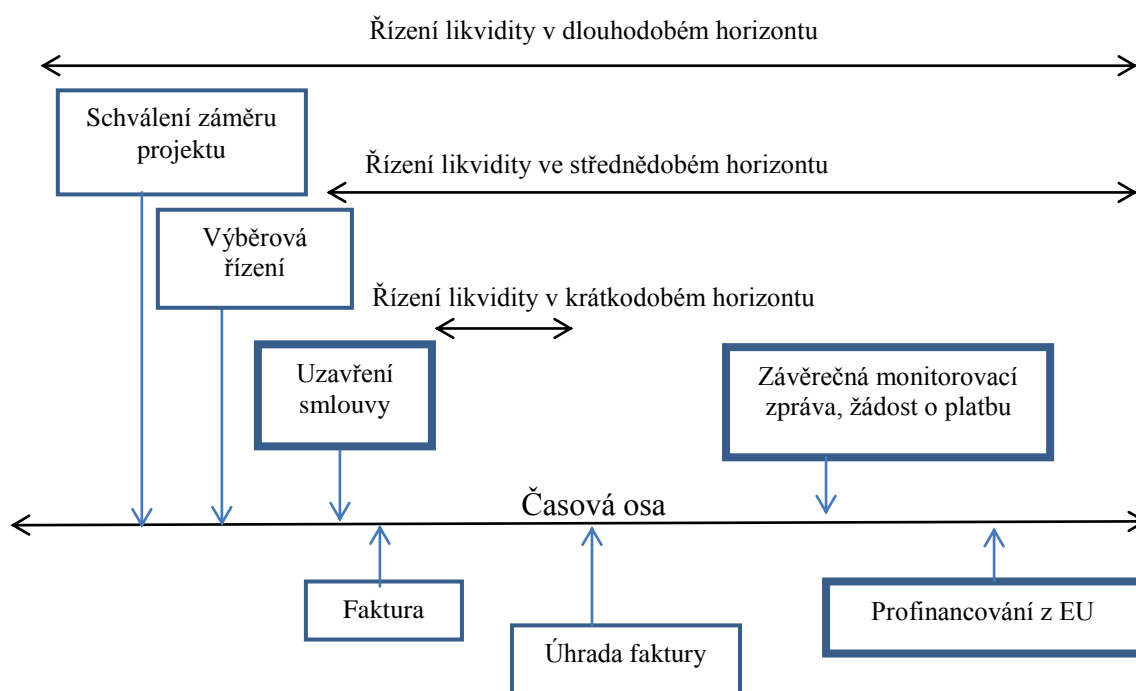 Řízení likvidity v dlouhodobém horizontu
Schválení záměru
projektu
Řízení likvidity ve střednědobém horizontu
Výběrová
řízení
Řízení likvidity v krátkodobém horizontu
Uzavření
smlouvy
Závěrečná monitorovací
zpráva, žádost o platbu
Časová osa
Faktura
Úhrada faktury
Profinancování z EU